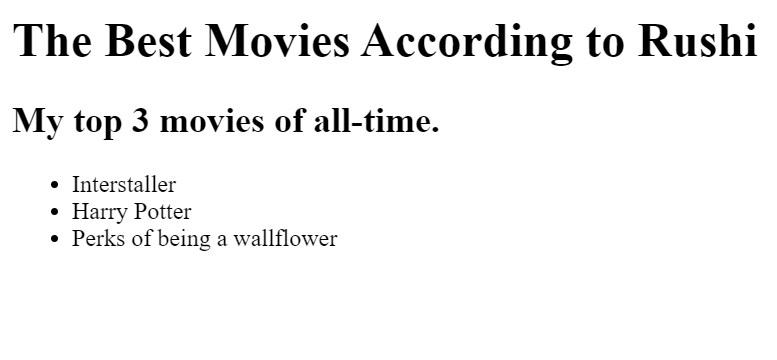 The Best Movies According to Rushi
My top 3 movies of all-time.
Interstaller
Harry Potter
Perks of being a wallflower